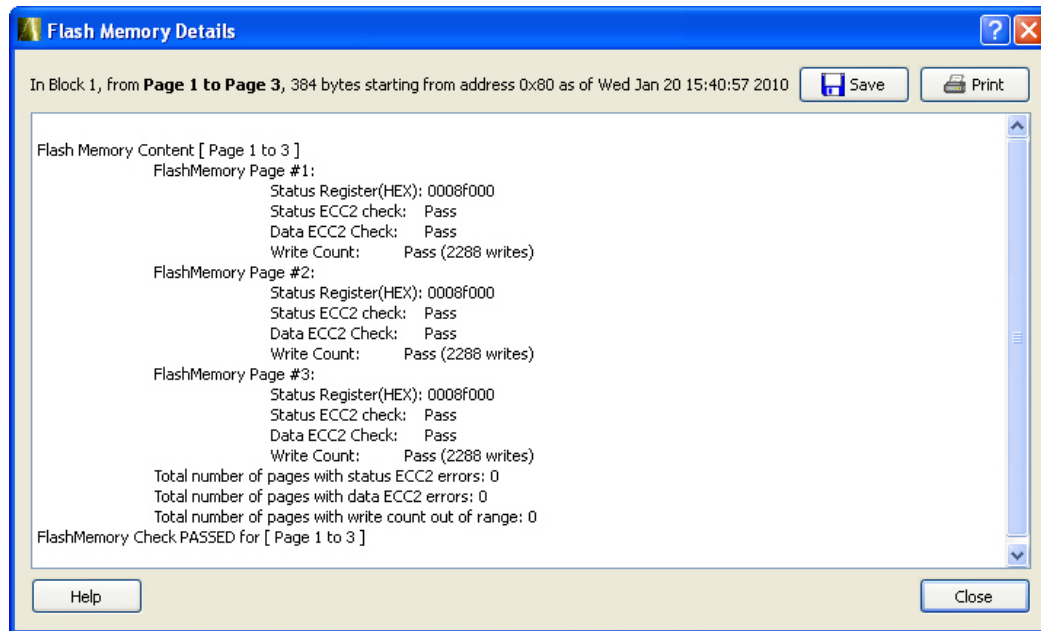 Flash Memory Details
In Block 1, from Page 1 to Page 3, 384 bytes starting from address 0x80 as of Wed Jan 20 15:40:57 2010 Save Print
Flash Memory Content [ Page 1 to 3 ]
FlashMemory Page #1:
Status Register(HEX): 0008f000
Status ECC2 check: Pass
Data ECC2 Check: Pass
Write Count: Pass (2288 writes)
FlashMemory Page #2:
Status Register(HEX): 0008f000
Status ECC2 check: Pass
Data ECC2 Check: Pass
Write Count: Pass (2288 writes)
FlashMemory Page #3:
Status Register(HEX): 0008f000
Status ECC2 check: Pass
Data ECC2 Check: Pass
Write Count: Pass (2288 writes)
Total number of pages with status ECC2 errors: 0
Total number of pages with data ECC2 errors: 0
Total number of pages with write count out of range: 0
FlashMemory Check PASSED for [ Page 1 to 3 ]
Help Close